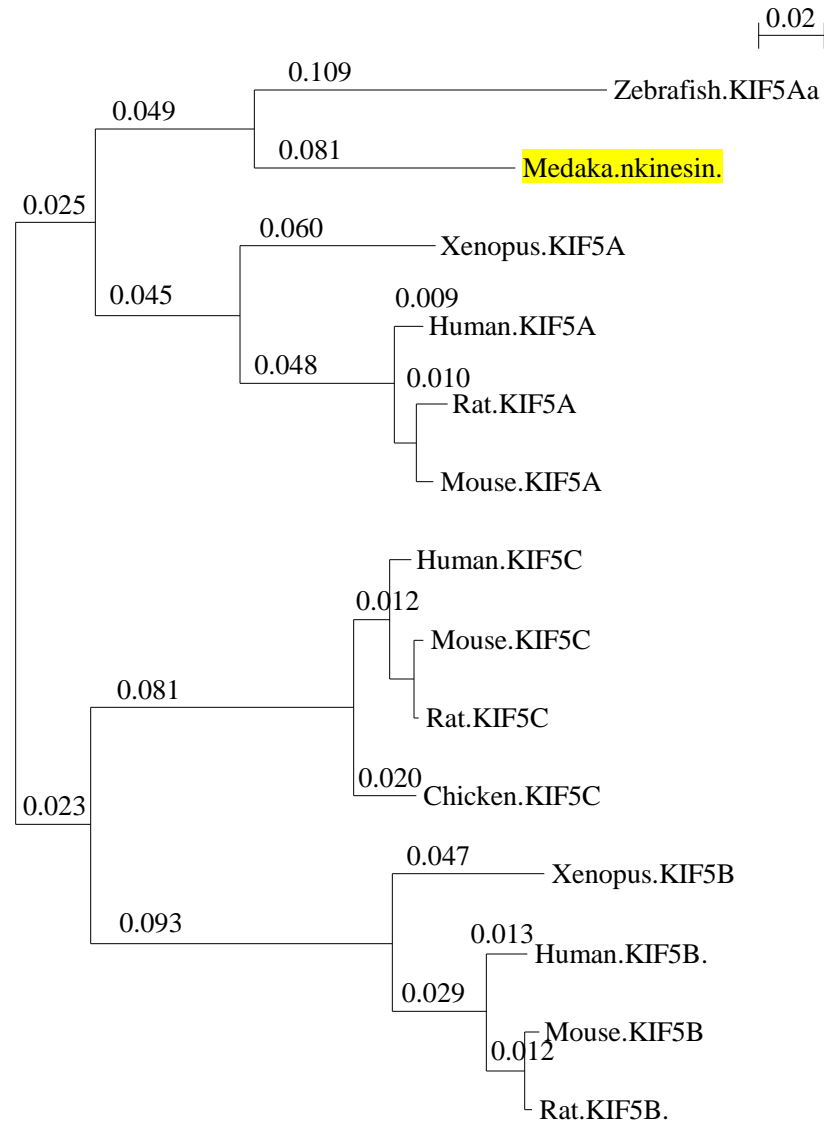 0.02
0.109
Zebrafish.KIF5Aa
0.049
0.081
Medaka.nkinesin.
0.025
0.060
Xenopus.KIF5A
0.045
0.009
Human.KIF5A
0.048
0.010
Rat.KIF5A
Mouse.KIF5A
Human.KIF5C
0.012
Mouse.KIF5C
0.081
Rat.KIF5C
0.020
Chicken.KIF5C
0.023
0.047
Xenopus.KIF5B
0.093
0.013
Human.KIF5B.
0.029
Mouse.KIF5B
0.012
Rat.KIF5B.